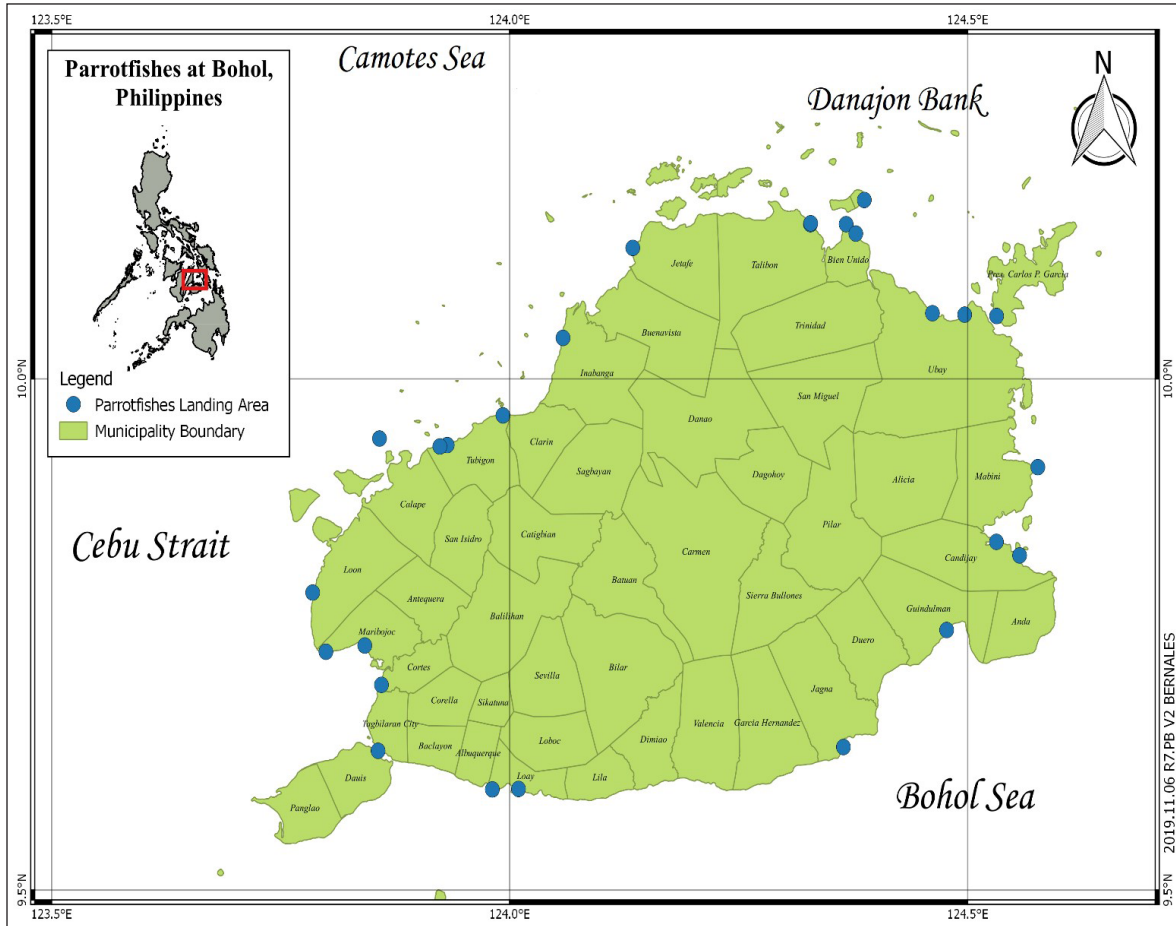 123.5°E
124.0°E
124.5°E
Camotes Sea
Danajon Bank
N
Parrotfishes at Bohol,
Philippines
Legend
Parrotfishes Landing Area
Municipality Boundary
10.0°N
10.0°N
Jetafe
Talibon
Bien Unido
Pres. Carlos P. Garcia
Buenavista
Trinidad
Inabanga
Ubay
San Miguel
Danao
Clarin
Tubigon
Sagbayan
Dagohoy
Alicia
Mabini
Calape
Pilar
Cebu Strait
San Isidro
Catigbian
Carmen
Candijay
Loon
Batuan
Antequera
Sierra Bullones
Balilihan
Guindulman
Anda
Maribojoc
Duero
Cortes
Sevilla
Bilar
Jagna
Corella
Sikatuna
Tagbilaran City
Valencia
Garcia Hernandez
Baclayon
Albuquerque
Loboc
Dimiao
Dauis
Loay
Lila
Panglao
Bohol Sea
2019.11.06 R7.PB V2 BERNALES
9.5°N
9.5°N
123.5°E
124.0°E
124.5°E